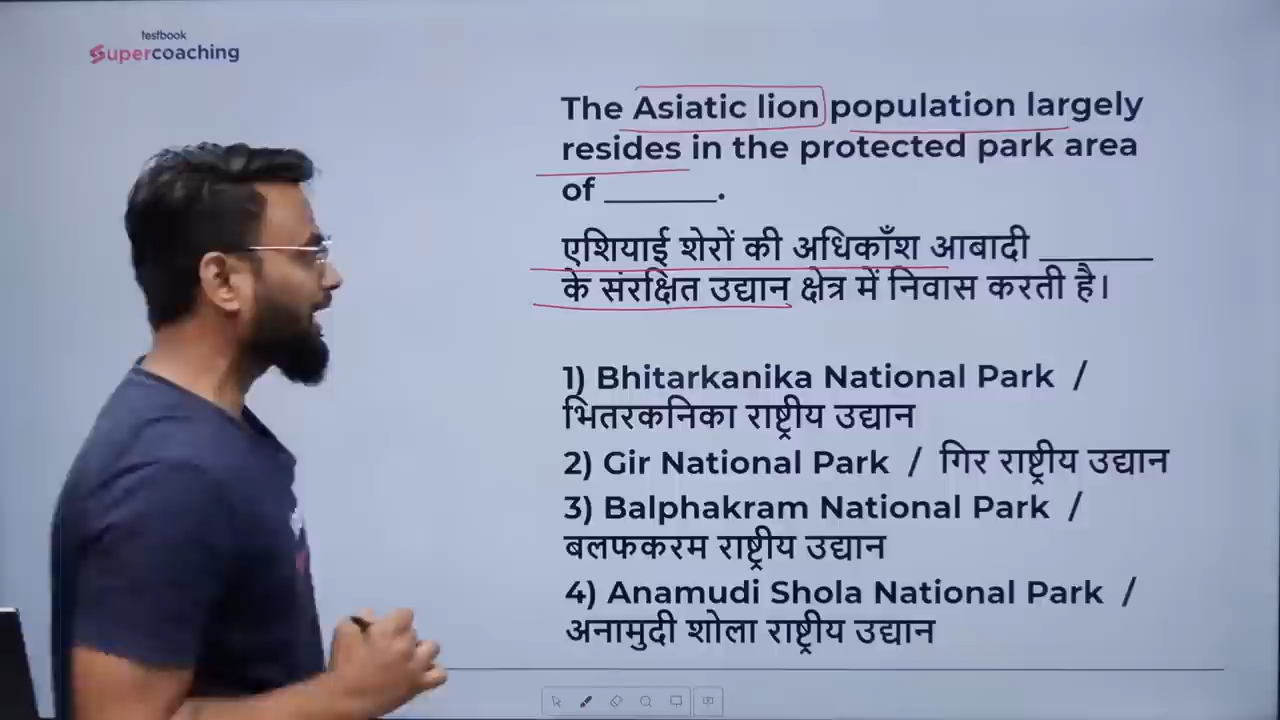 testbook
Supercoaching
The Asiatic lion population largely
resides in the protected park area
of _______.
एशियाई शेरों की अधिकाँश आबादी _______
के संरक्षित उद्यान क्षेत्र में निवास करती है।
1) Bhitarkanika National Park /
भितरकनिका राष्ट्रीय उद्यान
2) Gir National Park / गिर राष्ट्रीय उद्यान
3) Balphakram National Park /
बलफकरम राष्ट्रीय उद्यान
4) Anamudi Shola National Park /
अनामुदी शोला राष्ट्रीय उद्यान